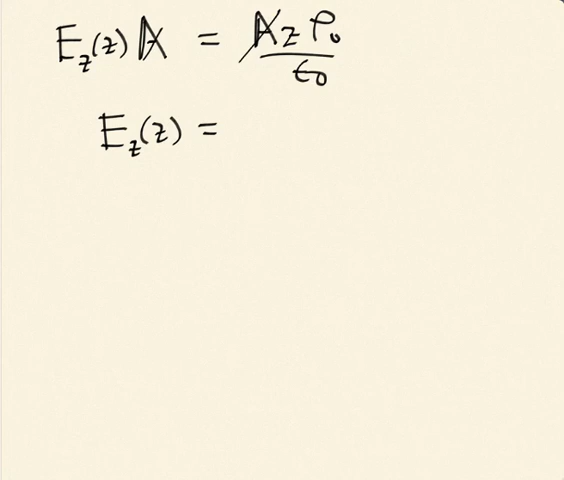 E_z(z) A = A z ρ₀ / ϵ₀
E_z(z) =